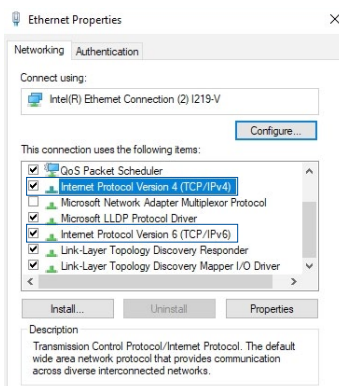 Ethernet Properties
Networking Authentication
Connect using:
Intel(R) Ethernet Connection (2) I219-V
Configure...
This connection uses the following items:
QoS Packet Scheduler
Internet Protocol Version 4 (TCP/IPv4)
Microsoft Network Adapter Multiplexor Protocol
Microsoft LLDP Protocol Driver
Internet Protocol Version 6 (TCP/IPv6)
Link-Layer Topology Discovery Responder
Link-Layer Topology Discovery Mapper I/O Driver
Install... Uninstall Properties
Description
Transmission Control Protocol/Internet Protocol. The default
wide area network protocol that provides communication
across diverse interconnected networks.